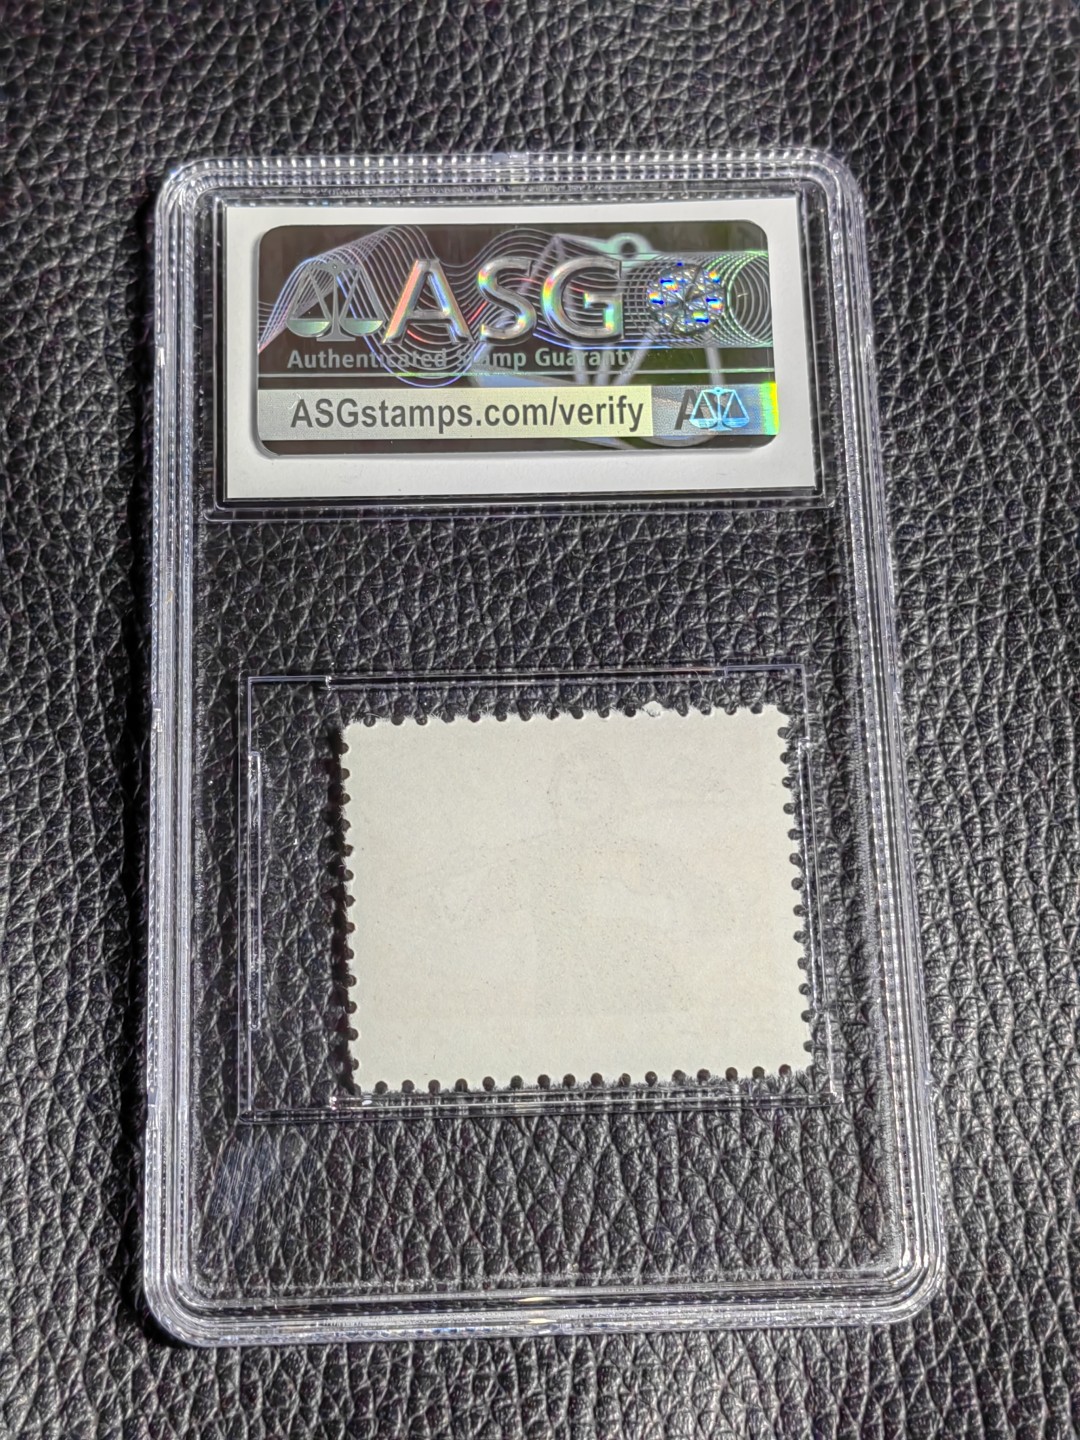 ASG
Authenticated Stamp Guaranty
ASGstamps.com/verify